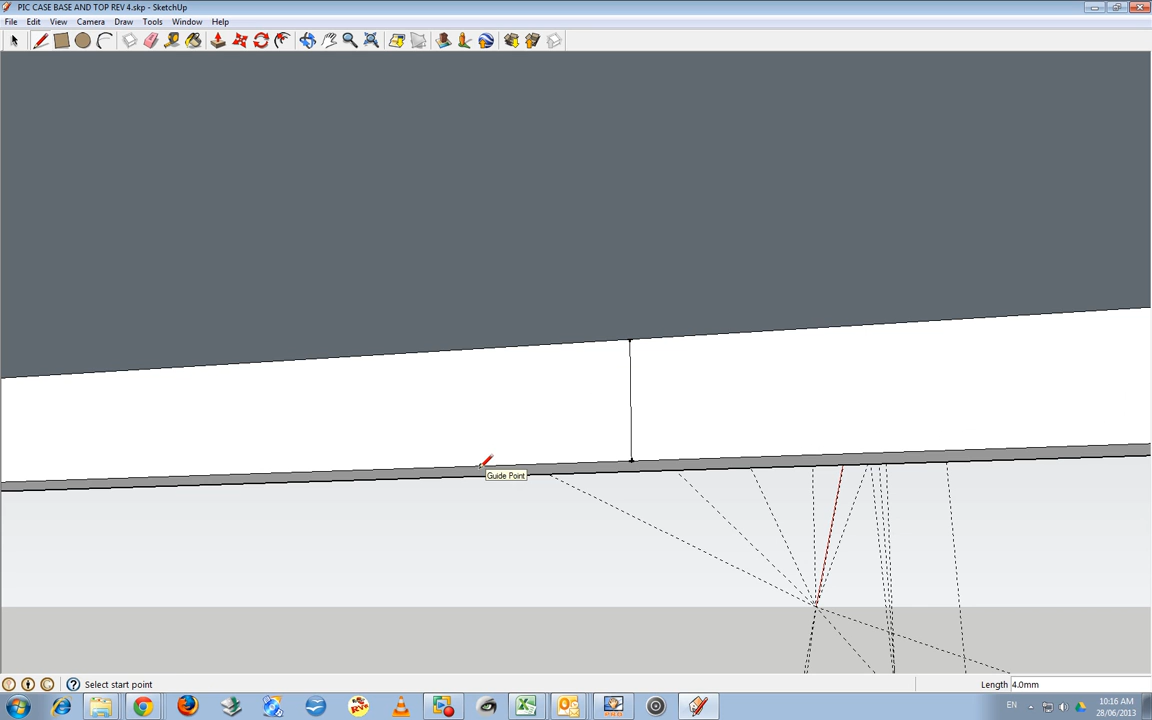 PIC CASE BASE AND TOP REV 4.skp - SketchUp
File Edit View Camera Draw Tools Window Help
Guide Point
Select start point
Length 4.0mm
EN
10:16 AM
28/06/2013